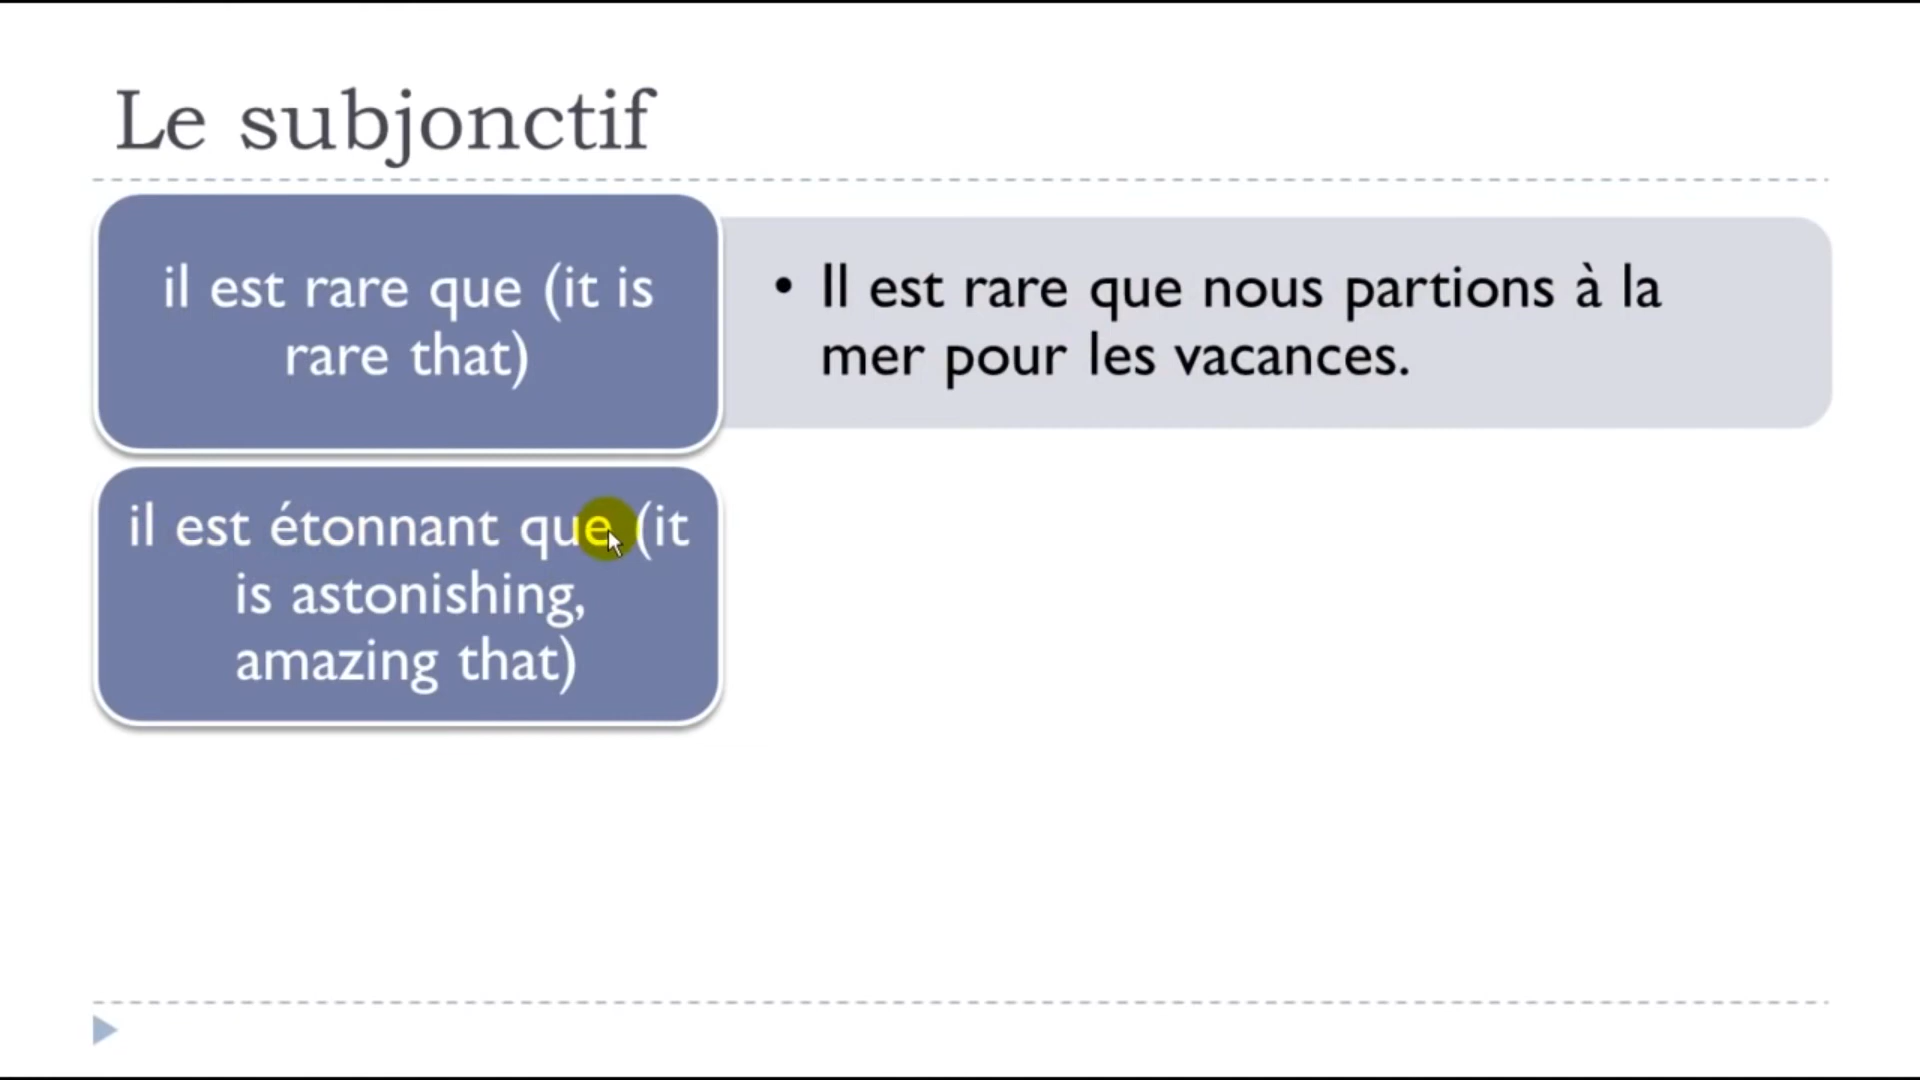 Le subjonctif
il est rare que (it is
rare that)
• Il est rare que nous partions à la
mer pour les vacances.
il est étonnant que (it
is astonishing,
amazing that)